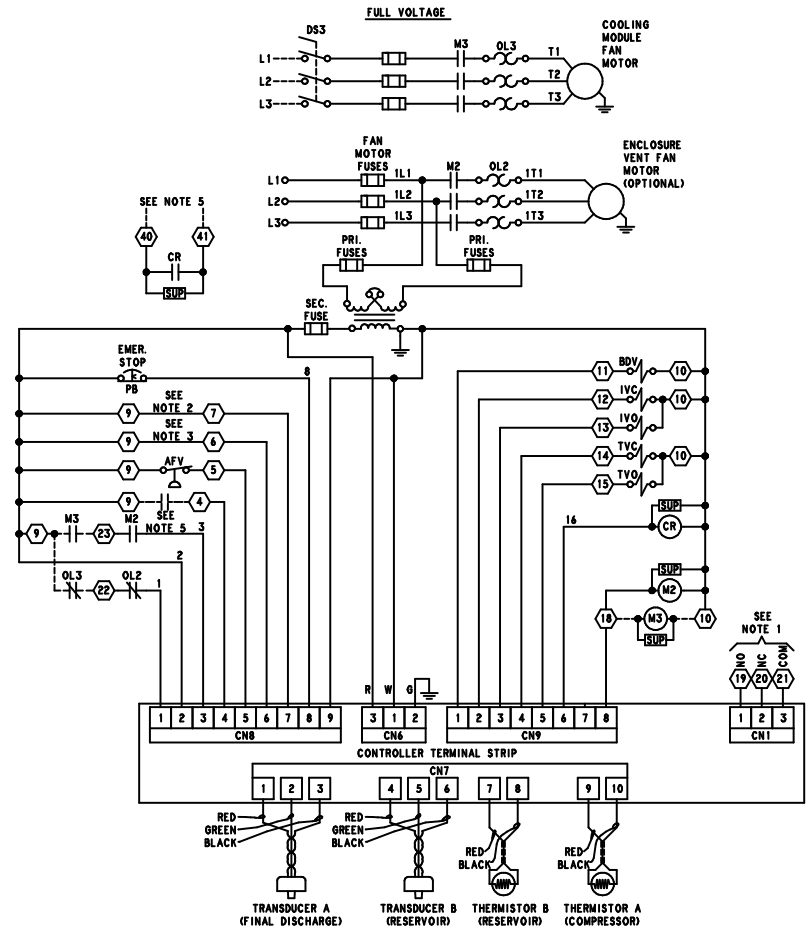 FULL VOLTAGE
DS3
COOLING
MODULE
FAN
MOTOR
L1
M3
OL3
T1
L2
T2
L3
T3
FAN
MOTOR
FUSES
ENCLOSURE
VENT FAN
MOTOR
(OPTIONAL)
L1
1L1
M2
OL2
1T1
L2
1L2
1T2
L3
1L3
1T3
SEE NOTE 5
40
41
CR
SUP
PRI.
FUSES
PRI.
FUSES
SEC.
FUSE
EMER.
STOP
PB
8
11
BDV
10
SEE
NOTE 2
9
7
12
IVC
10
SEE
NOTE 3
9
6
13
IVO
9
AFV
5
14
TVC
10
15
TVO
9
4
SEE
NOTE 5
9
M3
23
M2
3
16
SUP
CR
2
OL3
22
OL2
1
SUP
M2
18
M3
10
SUP
SEE
NOTE 1
NO
NC
COM
19
20
21
R
W
G
1 2 3 4 5 6 7 8 9
CN8
3 1 2
CN6
1 2 3 4 5 6 7 8
CN9
1 2 3
CN1
CONTROLLER TERMINAL STRIP
CN7
1 2 3 4 5 6 7 8 9 10
RED
GREEN
BLACK
RED
GREEN
BLACK
RED
BLACK
RED
BLACK
TRANSDUCER A
(FINAL DISCHARGE)
TRANSDUCER B
(RESERVOIR)
THERMISTOR B
(RESERVOIR)
THERMISTOR A
(COMPRESSOR)